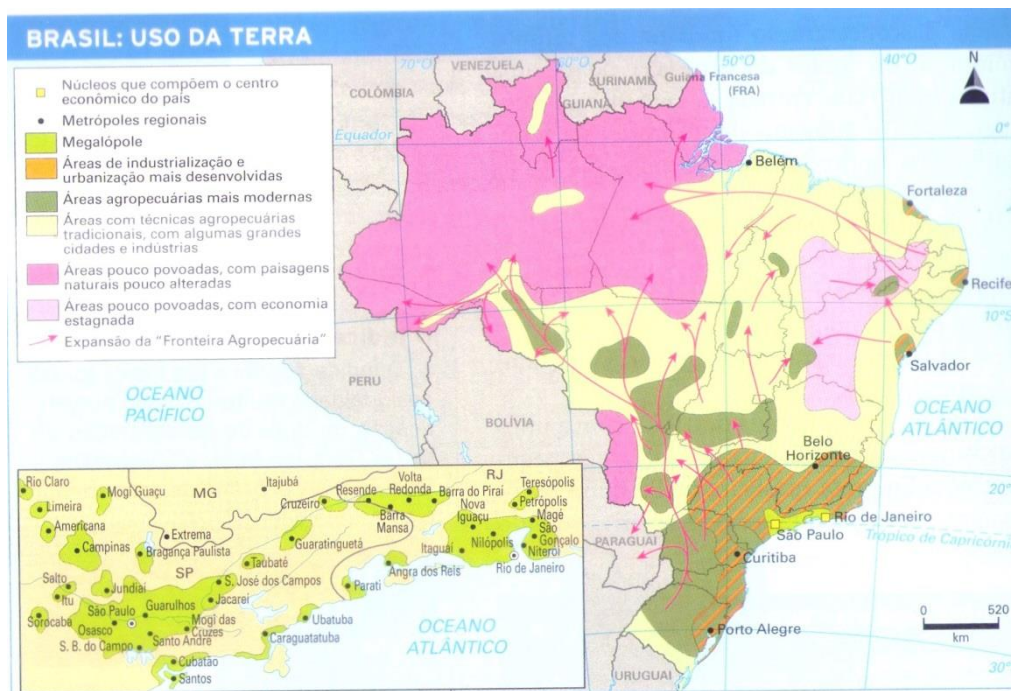 BRASIL: USO DA TERRA
Núcleos que compõem o centro
econômico do país
Metrópoles regionais
Megalópole
Áreas de industrialização e
urbanização mais desenvolvidas
Áreas agropecuárias mais modernas
Áreas com técnicas agropecuárias
tradicionais, com algumas grandes
cidades e indústrias
Áreas pouco povoadas, com paisagens
naturais pouco alteradas
Áreas pouco povoadas, com economia
estagnada
Expansão da “Fronteira Agropecuária”
70°O
60°O
50°O
40°O
VENEZUELA
COLÔMBIA
SURINAME
GUIANA
Guiana Francesa
(FRA)
N
Equador
0°
Belém
Fortaleza
Recife
10°S
Salvador
PERU
BOLÍVIA
OCEANO
PACÍFICO
OCEANO
ATLÂNTICO
Belo
Horizonte
20°
Rio de Janeiro
São Paulo
Trópico de Capricórnio
PARAGUAI
Curitiba
Porto Alegre
URUGUAI
0
520
km
30°
Rio Claro
Limeira
Mogi Guaçu
Americana
Campinas
MG
Itajubá
Extrema
Bragança Paulista
SP
Salto
Itu
Jundiaí
Sorocaba
São Paulo
Guarulhos
Osasco
Mogi das
Cruzes
Santo André
S. B. do Campo
Cubatão
Santos
Taubaté
S. José dos Campos
Jacareí
Guaratinguetá
Cruzeiro
Resende
Volta
Redonda
Barra
Mansa
Barra do Piraí
RJ
Teresópolis
Petrópolis
Nova
Iguaçu
Magé
São
Gonçalo
Nilópolis
Niterói
Itaguaí
Rio de Janeiro
Angra dos Reis
Parati
Ubatuba
Caraguatatuba
OCEANO
ATLÂNTICO